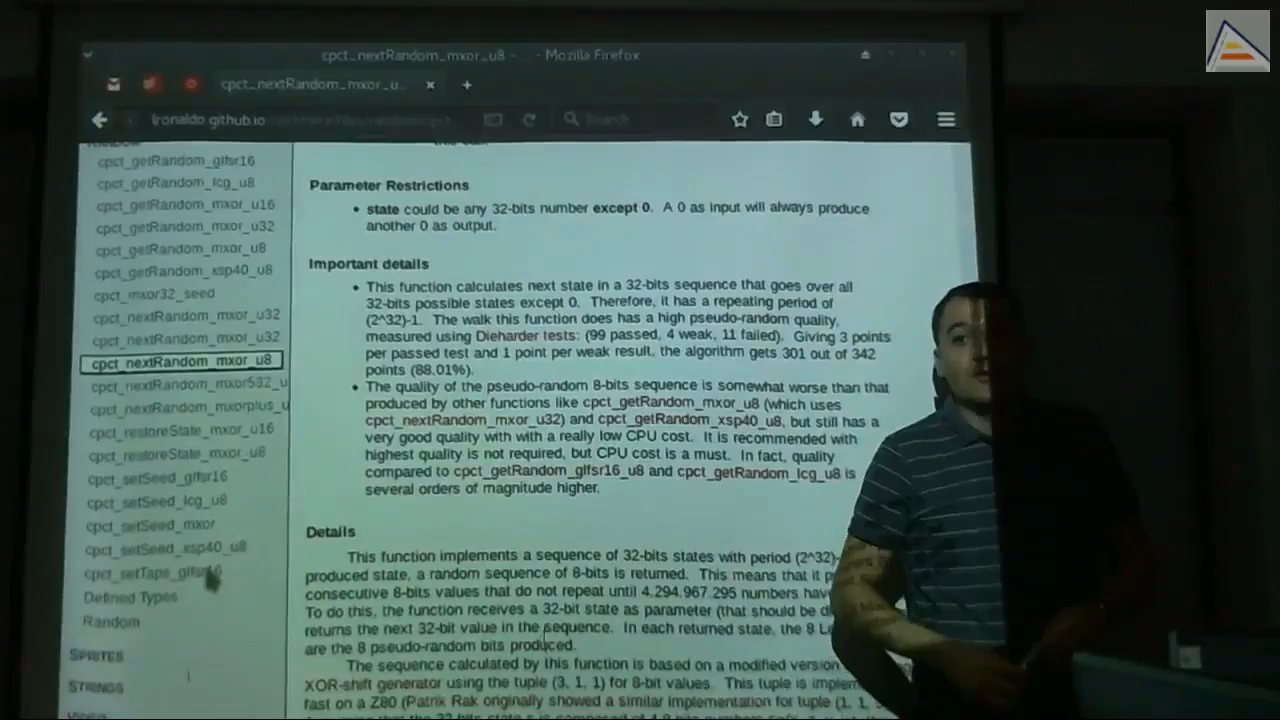 cpct_nextRandom_mxor_u8 - - Mozilla Firefox
cpct_nextRandom_mxor_u..
lronaldo.github.io
Search
cpct_getRandom_glfsr16
cpct_getRandom_lcg_u8
cpct_getRandom_mxor_u16
cpct_getRandom_mxor_u32
cpct_getRandom_mxor_u8
cpct_getRandom_xsp40_u8
cpct_mxor32_seed
cpct_nextRandom_mxor_u32
cpct_nextRandom_mxor_u32
cpct_nextRandom_mxor_u8
cpct_nextRandom_mxor532_u
cpct_nextRandom_mxorplus_u
cpct_restoreState_mxor_u16
cpct_restoreState_mxor_u8
cpct_setSeed_glfsr16
cpct_setSeed_lcg_u8
cpct_setSeed_mxor
cpct_setSeed_xsp40_u8
cpct_setTaps_glfsr16
Defined Types
Random
SPRITES
STRINGS
Parameter Restrictions
• state could be any 32-bits number except 0. A 0 as input will always produce
another 0 as output.
Important details
• This function calculates next state in a 32-bits sequence that goes over all
32-bits possible states except 0. Therefore, it has a repeating period of
(2^32)-1. The walk this function does has a high pseudo-random quality,
measured using Dieharder tests: (99 passed, 4 weak, 11 failed). Giving 3 points
per passed test and 1 point per weak result, the algorithm gets 301 out of 342
points (88.01%).
• The quality of the pseudo-random 8-bits sequence is somewhat worse than that
produced by other functions like cpct_getRandom_mxor_u8 (which uses
cpct_nextRandom_mxor_u32) and cpct_getRandom_xsp40_u8, but still has a
very good quality with with a really low CPU cost. It is recommended with
highest quality is not required, but CPU cost is a must. In fact, quality
compared to cpct_getRandom_glfsr16_u8 and cpct_getRandom_lcg_u8 is
several orders of magnitude higher.
Details
This function implements a sequence of 32-bits states with period (2^32)-
produced state, a random sequence of 8-bits is returned. This means that it p
consecutive 8-bits values that do not repeat until 4.294.967.295 numbers hav
To do this, the function receives a 32-bit state as parameter (that should be d
returns the next 32-bit value in the sequence. In each returned state, the 8 L
are the 8 pseudo-random bits produced.
The sequence calculated by this function is based on a modified version
XOR-shift generator using the tuple (3, 1, 1) for 8-bit values. This tuple is implem
fast on a Z80 (Patrik Rak originally showed a similar implementation for tuple (1, 1,